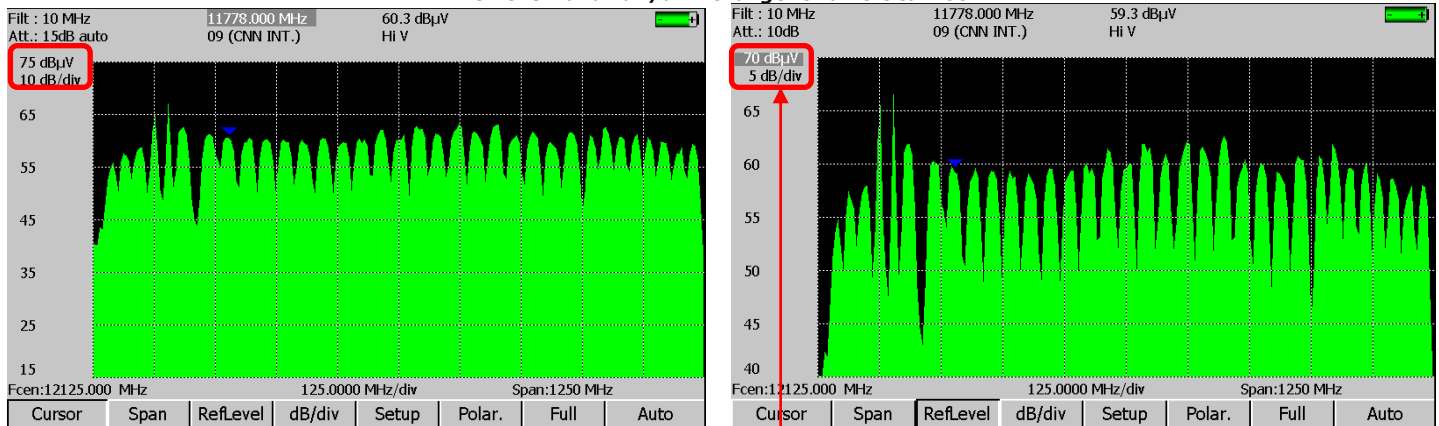 Filt : 10 MHz 11778.000 MHz 60.3 dBµV - +
Att.: 15dB auto 09 (CNN INT.) Hi V
75 dBµV
10 dB/div
65
55
45
35
25
15
Fcen:12125.000 MHz 125.0000 MHz/div Span:1250 MHz
Cursor Span RefLevel dB/div Setup Polar. Full Auto
Filt : 10 MHz 11778.000 MHz 59.3 dBµV - +
Att.: 10dB 09 (CNN INT.) Hi V
70 dBµV
5 dB/div
65
60
55
50
45
40
Fcen:12125.000 MHz 125.0000 MHz/div Span:1250 MHz
Cursor Span RefLevel dB/div Setup Polar. Full Auto